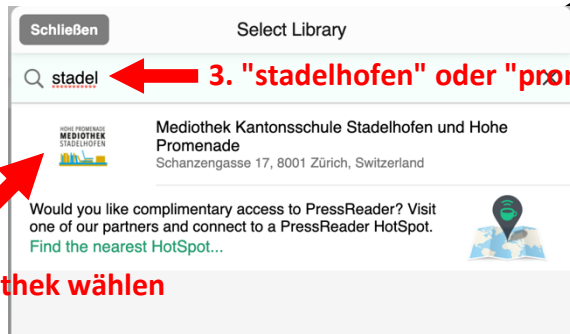 Schließen
Select Library
stadel
3. "stadelhofen" oder "pro
HOHE PROMENADE
MEDIOTHEK
STADELHOFEN
Mediothek Kantonsschule Stadelhofen und Hohe
Promenade
Schanzengasse 17, 8001 Zürich, Switzerland
Would you like complimentary access to PressReader? Visit
one of our partners and connect to a PressReader HotSpot.
Find the nearest HotSpot...
thek wählen